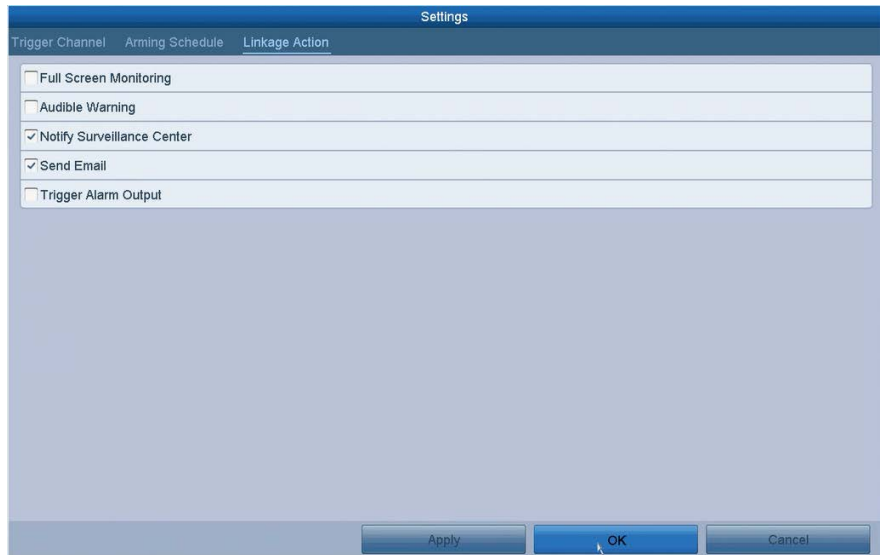 Settings
Trigger Channel Arming Schedule Linkage Action
Full Screen Monitoring
Audible Warning
Notify Surveillance Center
Send Email
Trigger Alarm Output
Apply OK Cancel